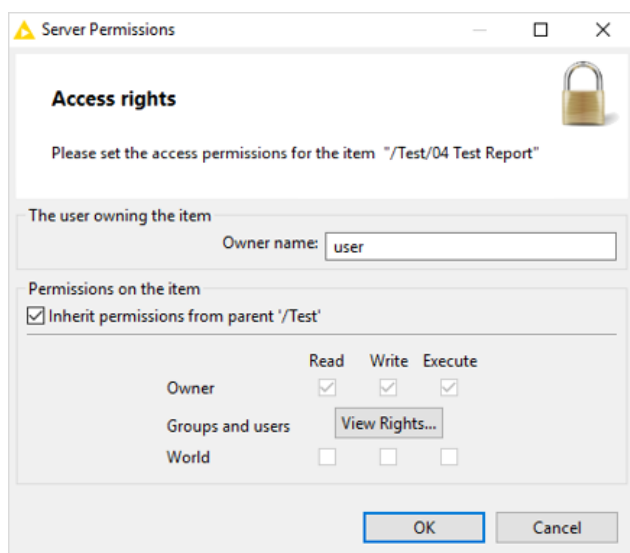 Server Permissions
Access rights
Please set the access permissions for the item "/Test/04 Test Report"
The user owning the item
Owner name: user
Permissions on the item
Inherit permissions from parent '/Test'
Read Write Execute
Owner
Groups and users View Rights...
World
OK Cancel